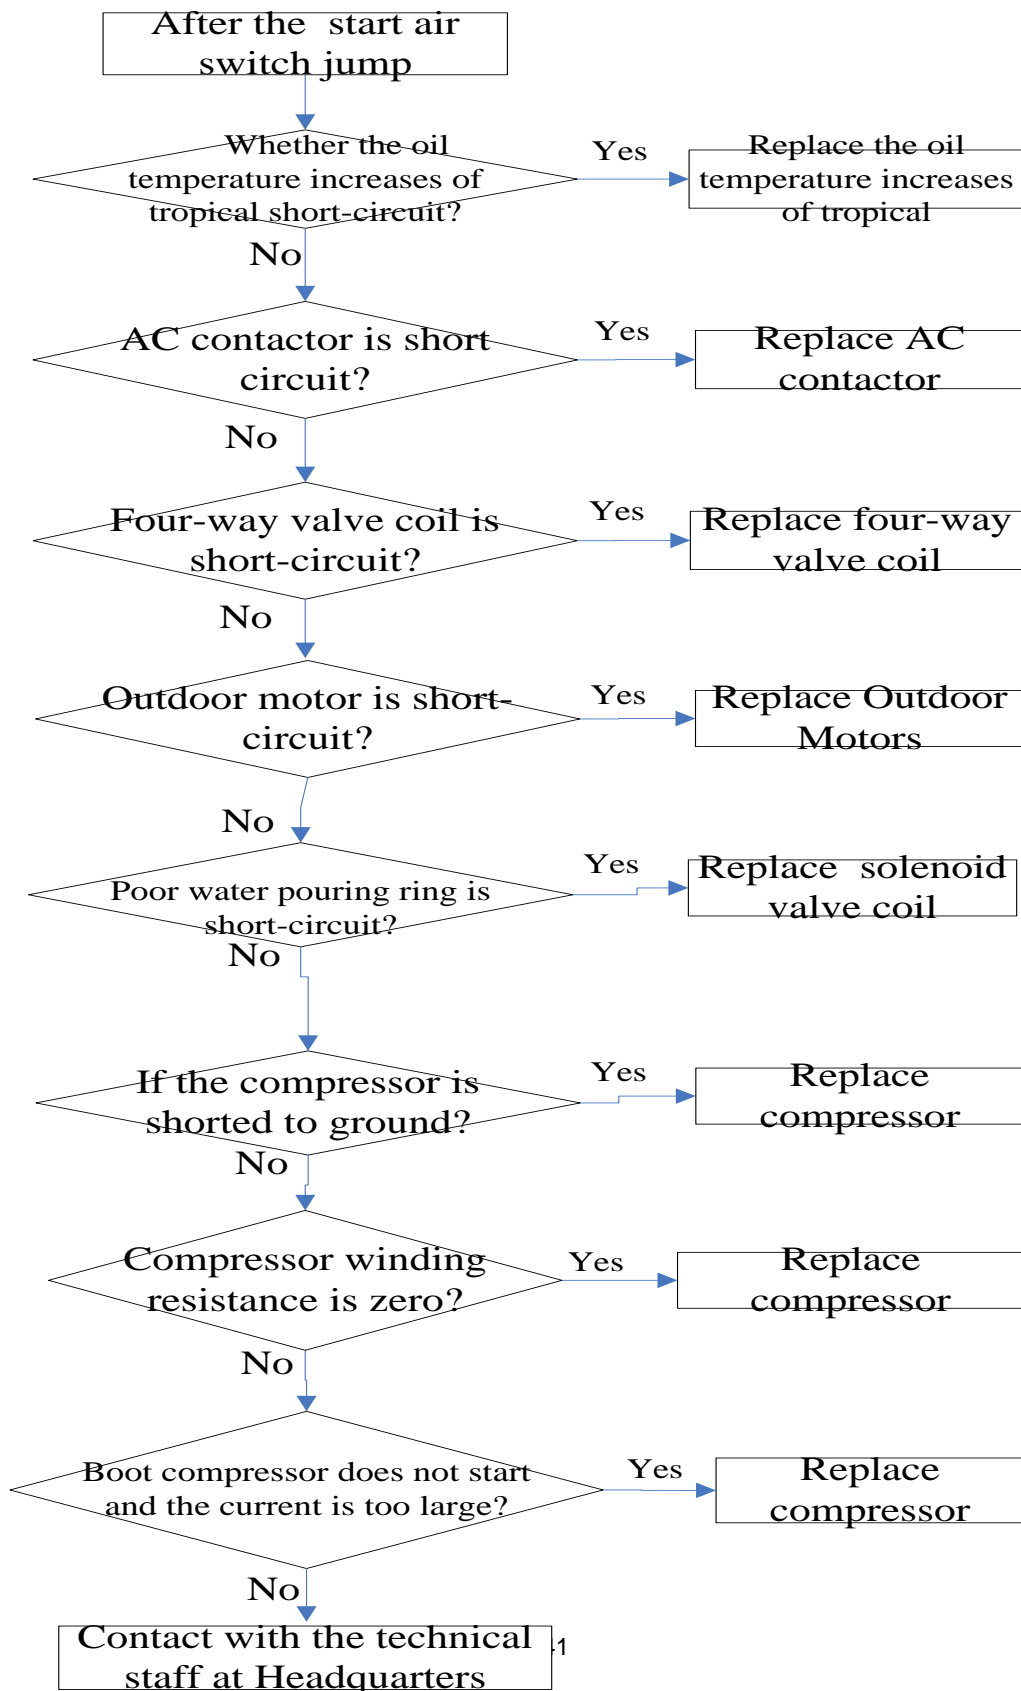 After the start air
switch jump
Whether the oil
temperature increases of
tropical short-circuit?
Yes
Replace the oil
temperature increases
of tropical
No
AC contactor is short
circuit?
Yes
Replace AC
contactor
No
Four-way valve coil is
short-circuit?
Yes
Replace four-way
valve coil
No
Outdoor motor is short-
circuit?
Yes
Replace Outdoor
Motors
No
Poor water pouring ring is
short-circuit?
Yes
Replace solenoid
valve coil
No
If the compressor is
shorted to ground?
Yes
Replace
compressor
No
Compressor winding
resistance is zero?
Yes
Replace
compressor
No
Boot compressor does not start
and the current is too large?
Yes
Replace
compressor
No
Contact with the technical
staff at Headquarters